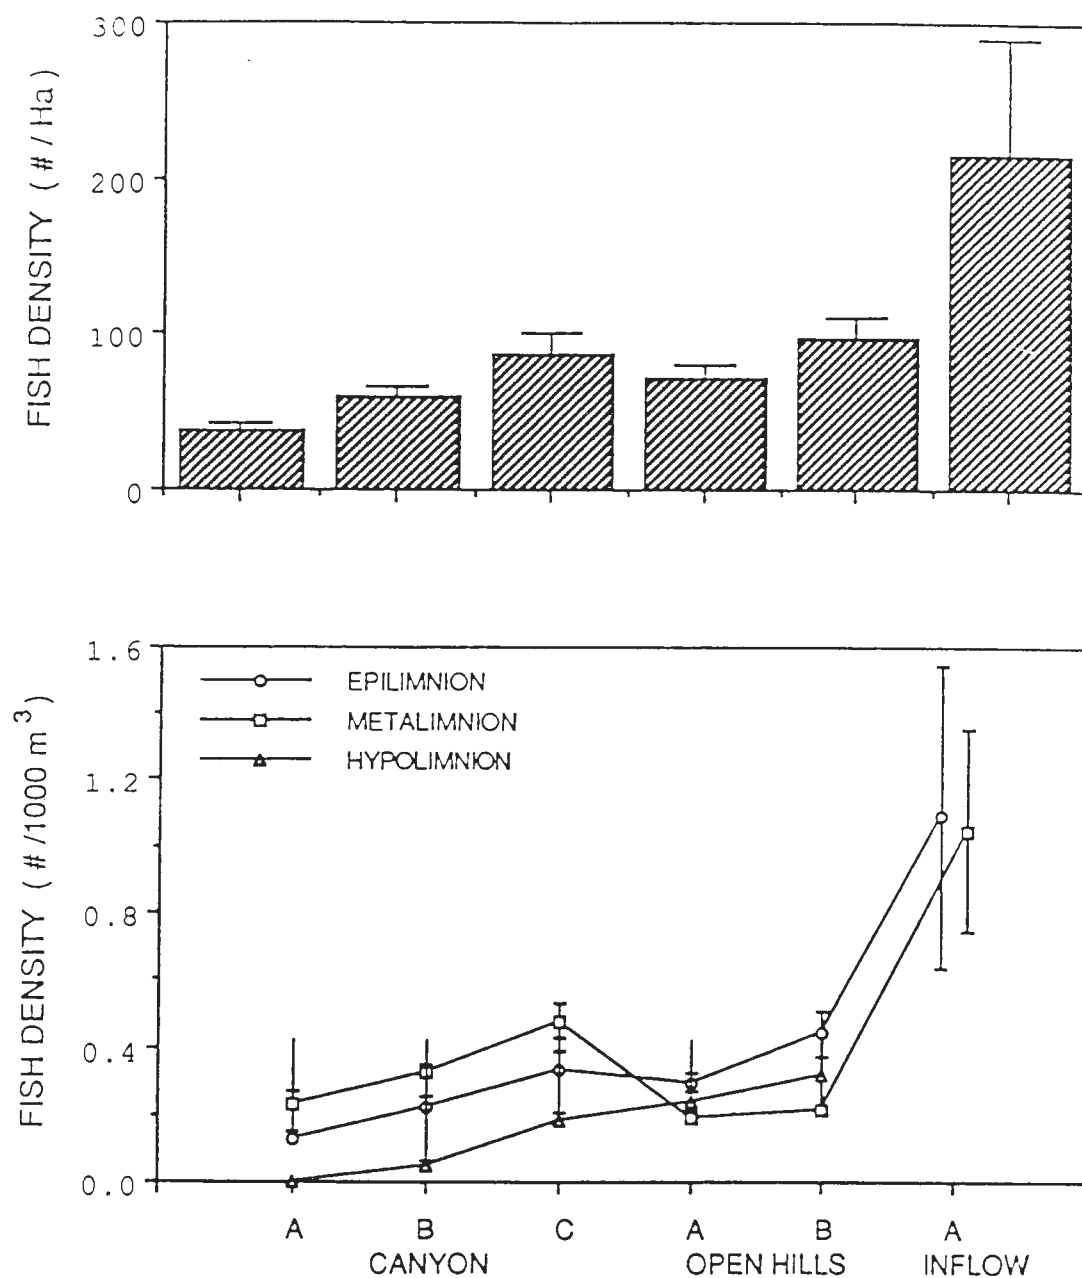 FISH DENSITY (#/Ha)
300
200
100
0
FISH DENSITY (#/1000 m³)
1.6
1.2
0.8
0.4
0.0
EPILIMNION
METALIMNION
HYPOLIMNION
A B C A B A
CANYON OPEN HILLS INFLOW